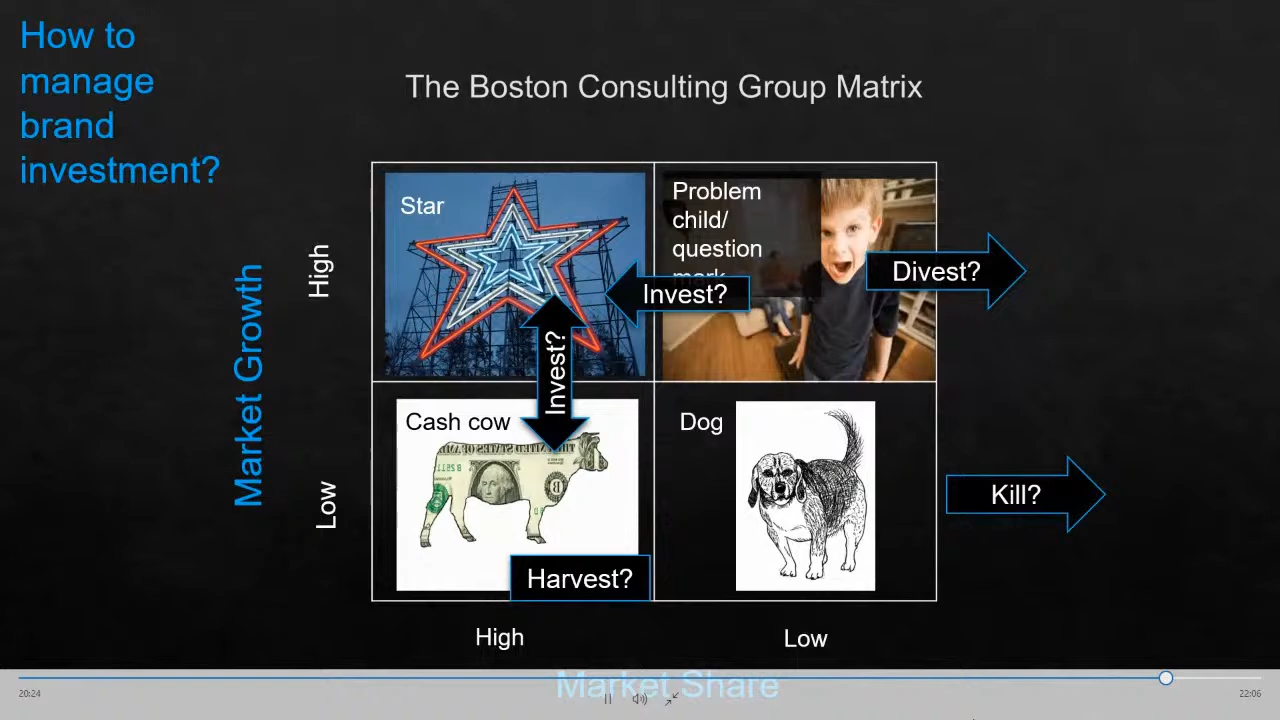 How to
manage
brand
investment?
The Boston Consulting Group Matrix
Star
Problem
child/
question
mark
Divest?
Invest?
Invest?
High
Market Growth
Cash cow
Dog
Low
Kill?
Harvest?
High
Low
Market Share
20:24
22:06